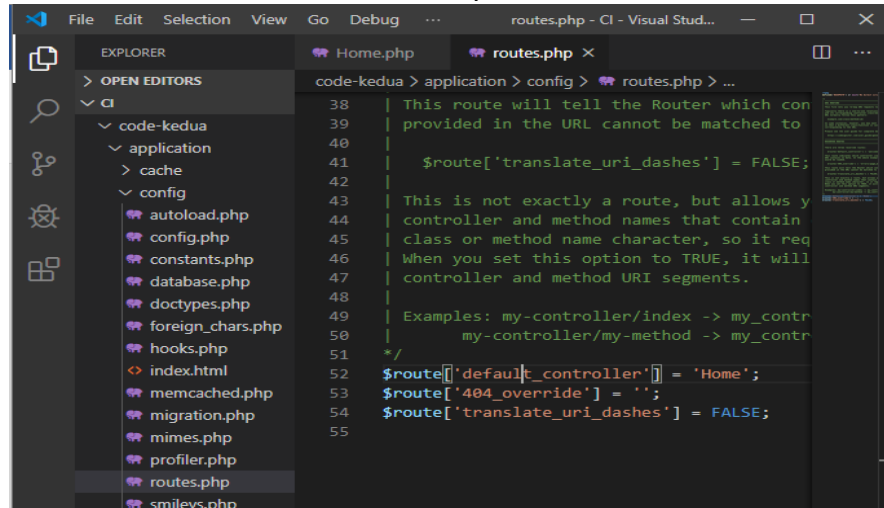 File Edit Selection View Go Debug ··· routes.php - CI - Visual Stud...
EXPLORER
OPEN EDITORS
CI
code-kedua
application
cache
config
autoload.php
config.php
constants.php
database.php
doctypes.php
foreign_chars.php
hooks.php
index.html
memcached.php
migration.php
mimes.php
profiler.php
routes.php
smileys.php
Home.php routes.php
code-kedua > application > config > routes.php > ...
38 | This route will tell the Router which con
39 | provided in the URL cannot be matched to
40 |
41 | $route['translate_uri_dashes'] = FALSE;
42 |
43 | This is not exactly a route, but allows y
44 | controller and method names that contain
45 | class or method name character, so it req
46 | When you set this option to TRUE, it will
47 | controller and method URI segments.
48 |
49 | Examples: my-controller/index -> my_contr
50 | my-controller/my-method -> my_contr
51 */
52 $route['default_controller'] = 'Home';
53 $route['404_override'] = '';
54 $route['translate_uri_dashes'] = FALSE;
55